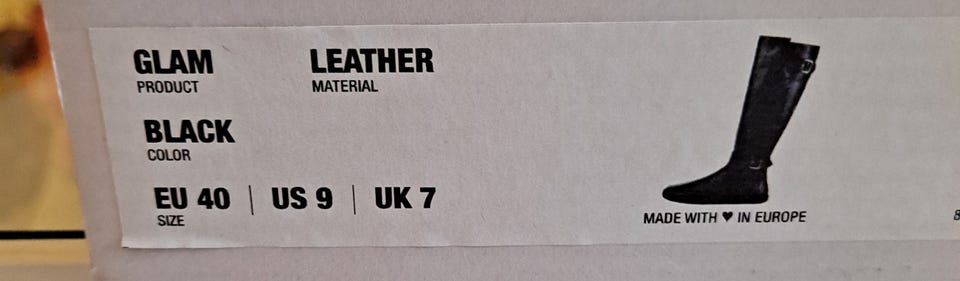 GLAM LEATHER
PRODUCT MATERIAL
BLACK
COLOR
EU 40 | US 9 | UK 7
SIZE
MADE WITH ♥ IN EUROPE